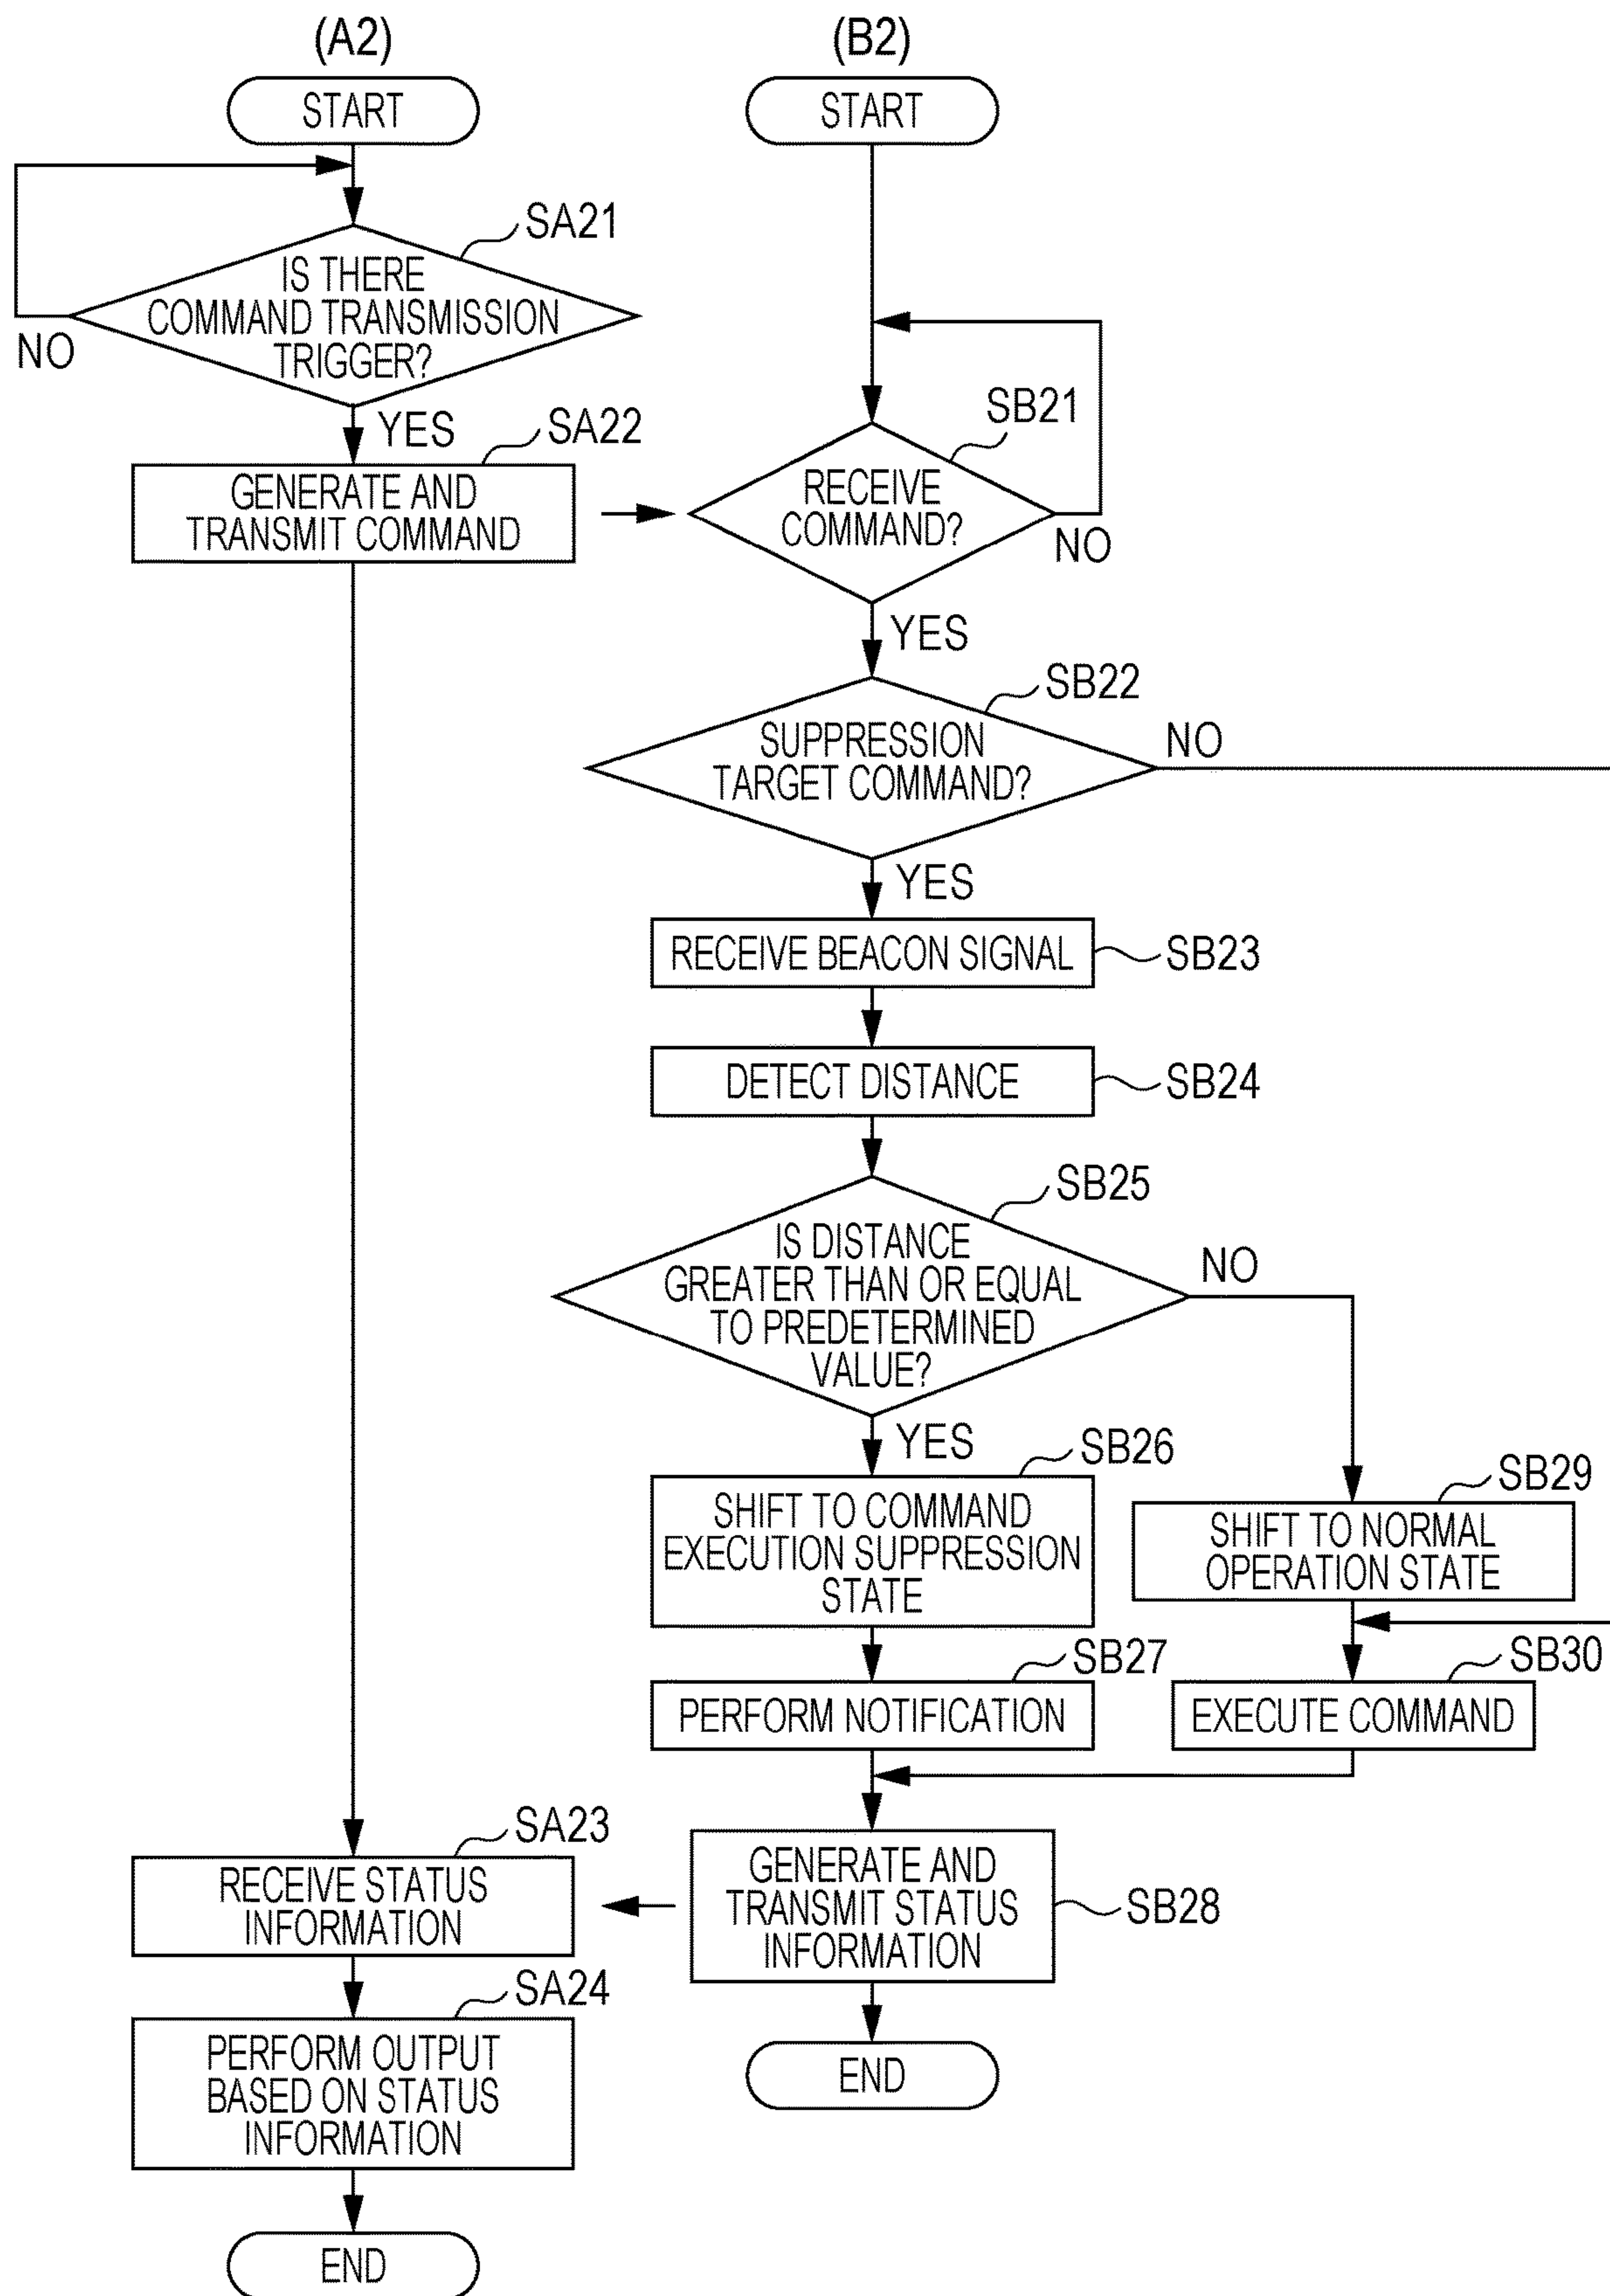 (A2)
START
SA21
IS THERE
COMMAND TRANSMISSION
TRIGGER?
NO
YES
SA22
GENERATE AND
TRANSMIT COMMAND
SA23
RECEIVE STATUS
INFORMATION
SA24
PERFORM OUTPUT
BASED ON STATUS
INFORMATION
END
(B2)
START
SB21
RECEIVE
COMMAND?
NO
YES
SB22
SUPPRESSION
TARGET COMMAND?
NO
YES
RECEIVE BEACON SIGNAL
SB23
DETECT DISTANCE
SB24
SB25
IS DISTANCE
GREATER THAN OR EQUAL
TO PREDETERMINED
VALUE?
NO
YES
SB26
SHIFT TO COMMAND
EXECUTION SUPPRESSION
STATE
SB29
SHIFT TO NORMAL
OPERATION STATE
SB27
PERFORM NOTIFICATION
SB30
EXECUTE COMMAND
GENERATE AND
TRANSMIT STATUS
INFORMATION
SB28
END